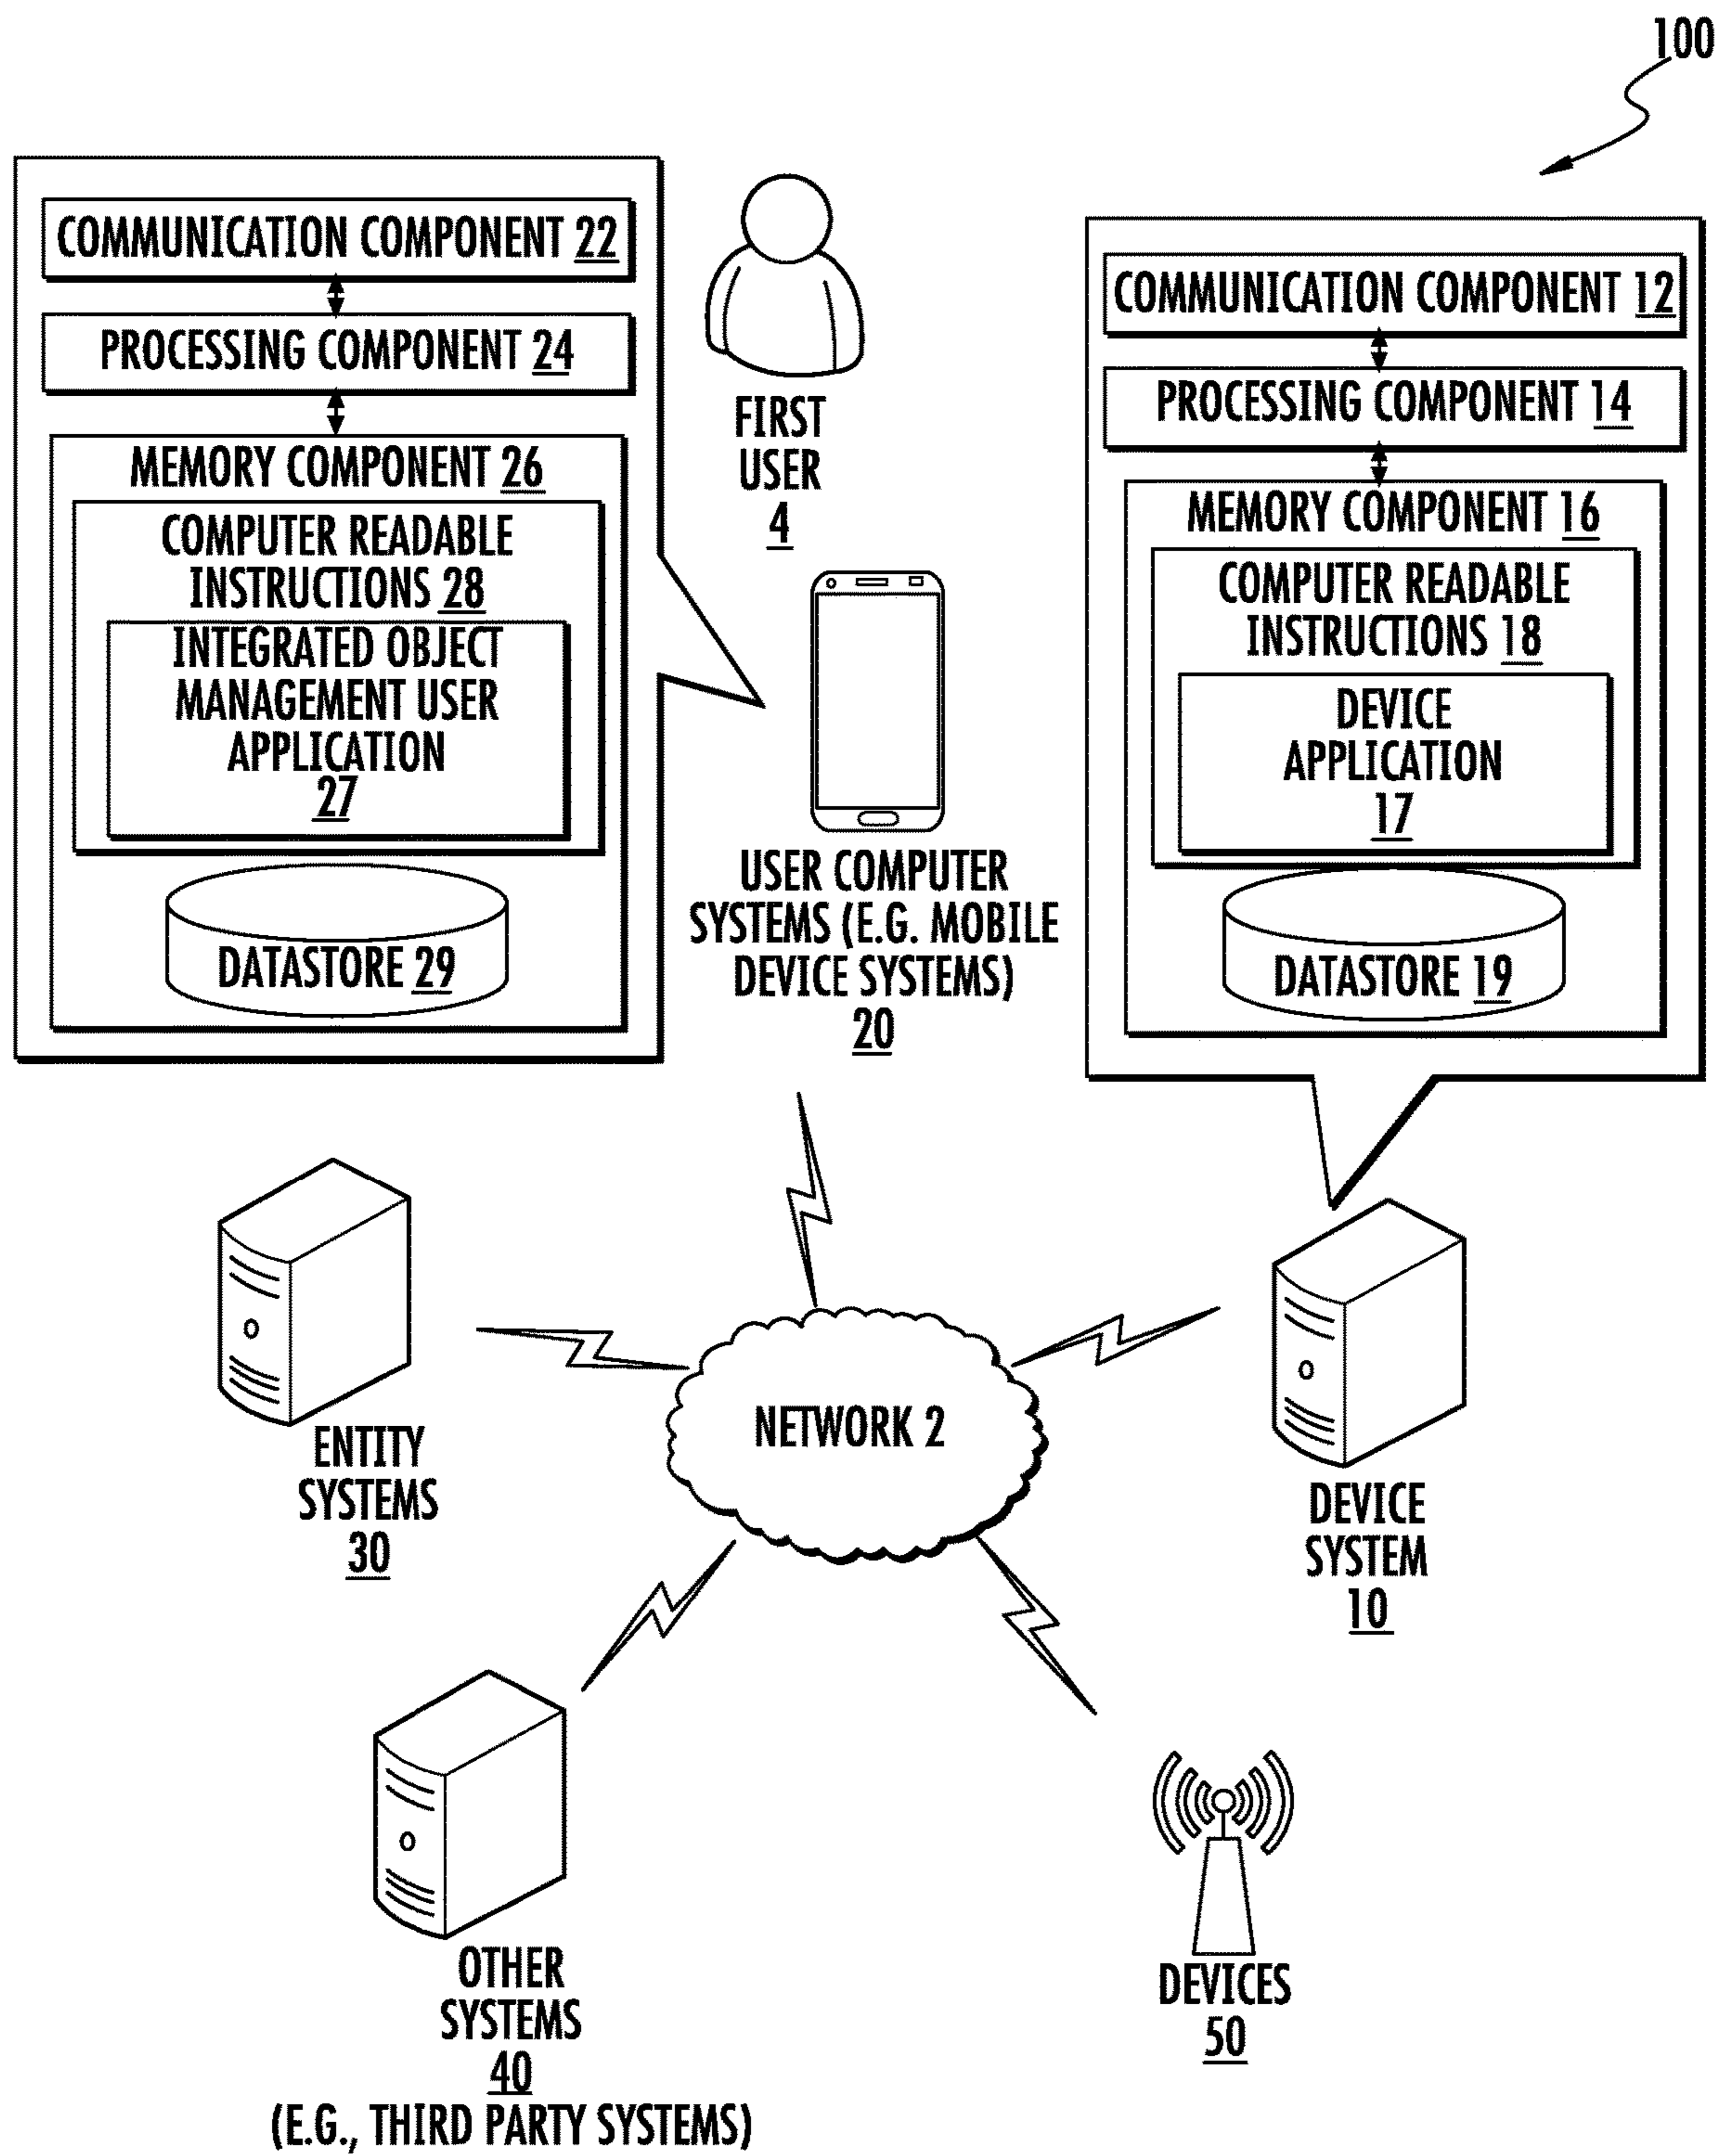 100
COMMUNICATION COMPONENT 22
PROCESSING COMPONENT 24
MEMORY COMPONENT 26
COMPUTER READABLE
INSTRUCTIONS 28
INTEGRATED OBJECT
MANAGEMENT USER
APPLICATION
27
DATASTORE 29
FIRST
USER
4
USER COMPUTER
SYSTEMS (E.G. MOBILE
DEVICE SYSTEMS)
20
COMMUNICATION COMPONENT 12
PROCESSING COMPONENT 14
MEMORY COMPONENT 16
COMPUTER READABLE
INSTRUCTIONS 18
DEVICE
APPLICATION
17
DATASTORE 19
ENTITY
SYSTEMS
30
NETWORK 2
DEVICE
SYSTEM
10
OTHER
SYSTEMS
40
(E.G., THIRD PARTY SYSTEMS)
DEVICES
50